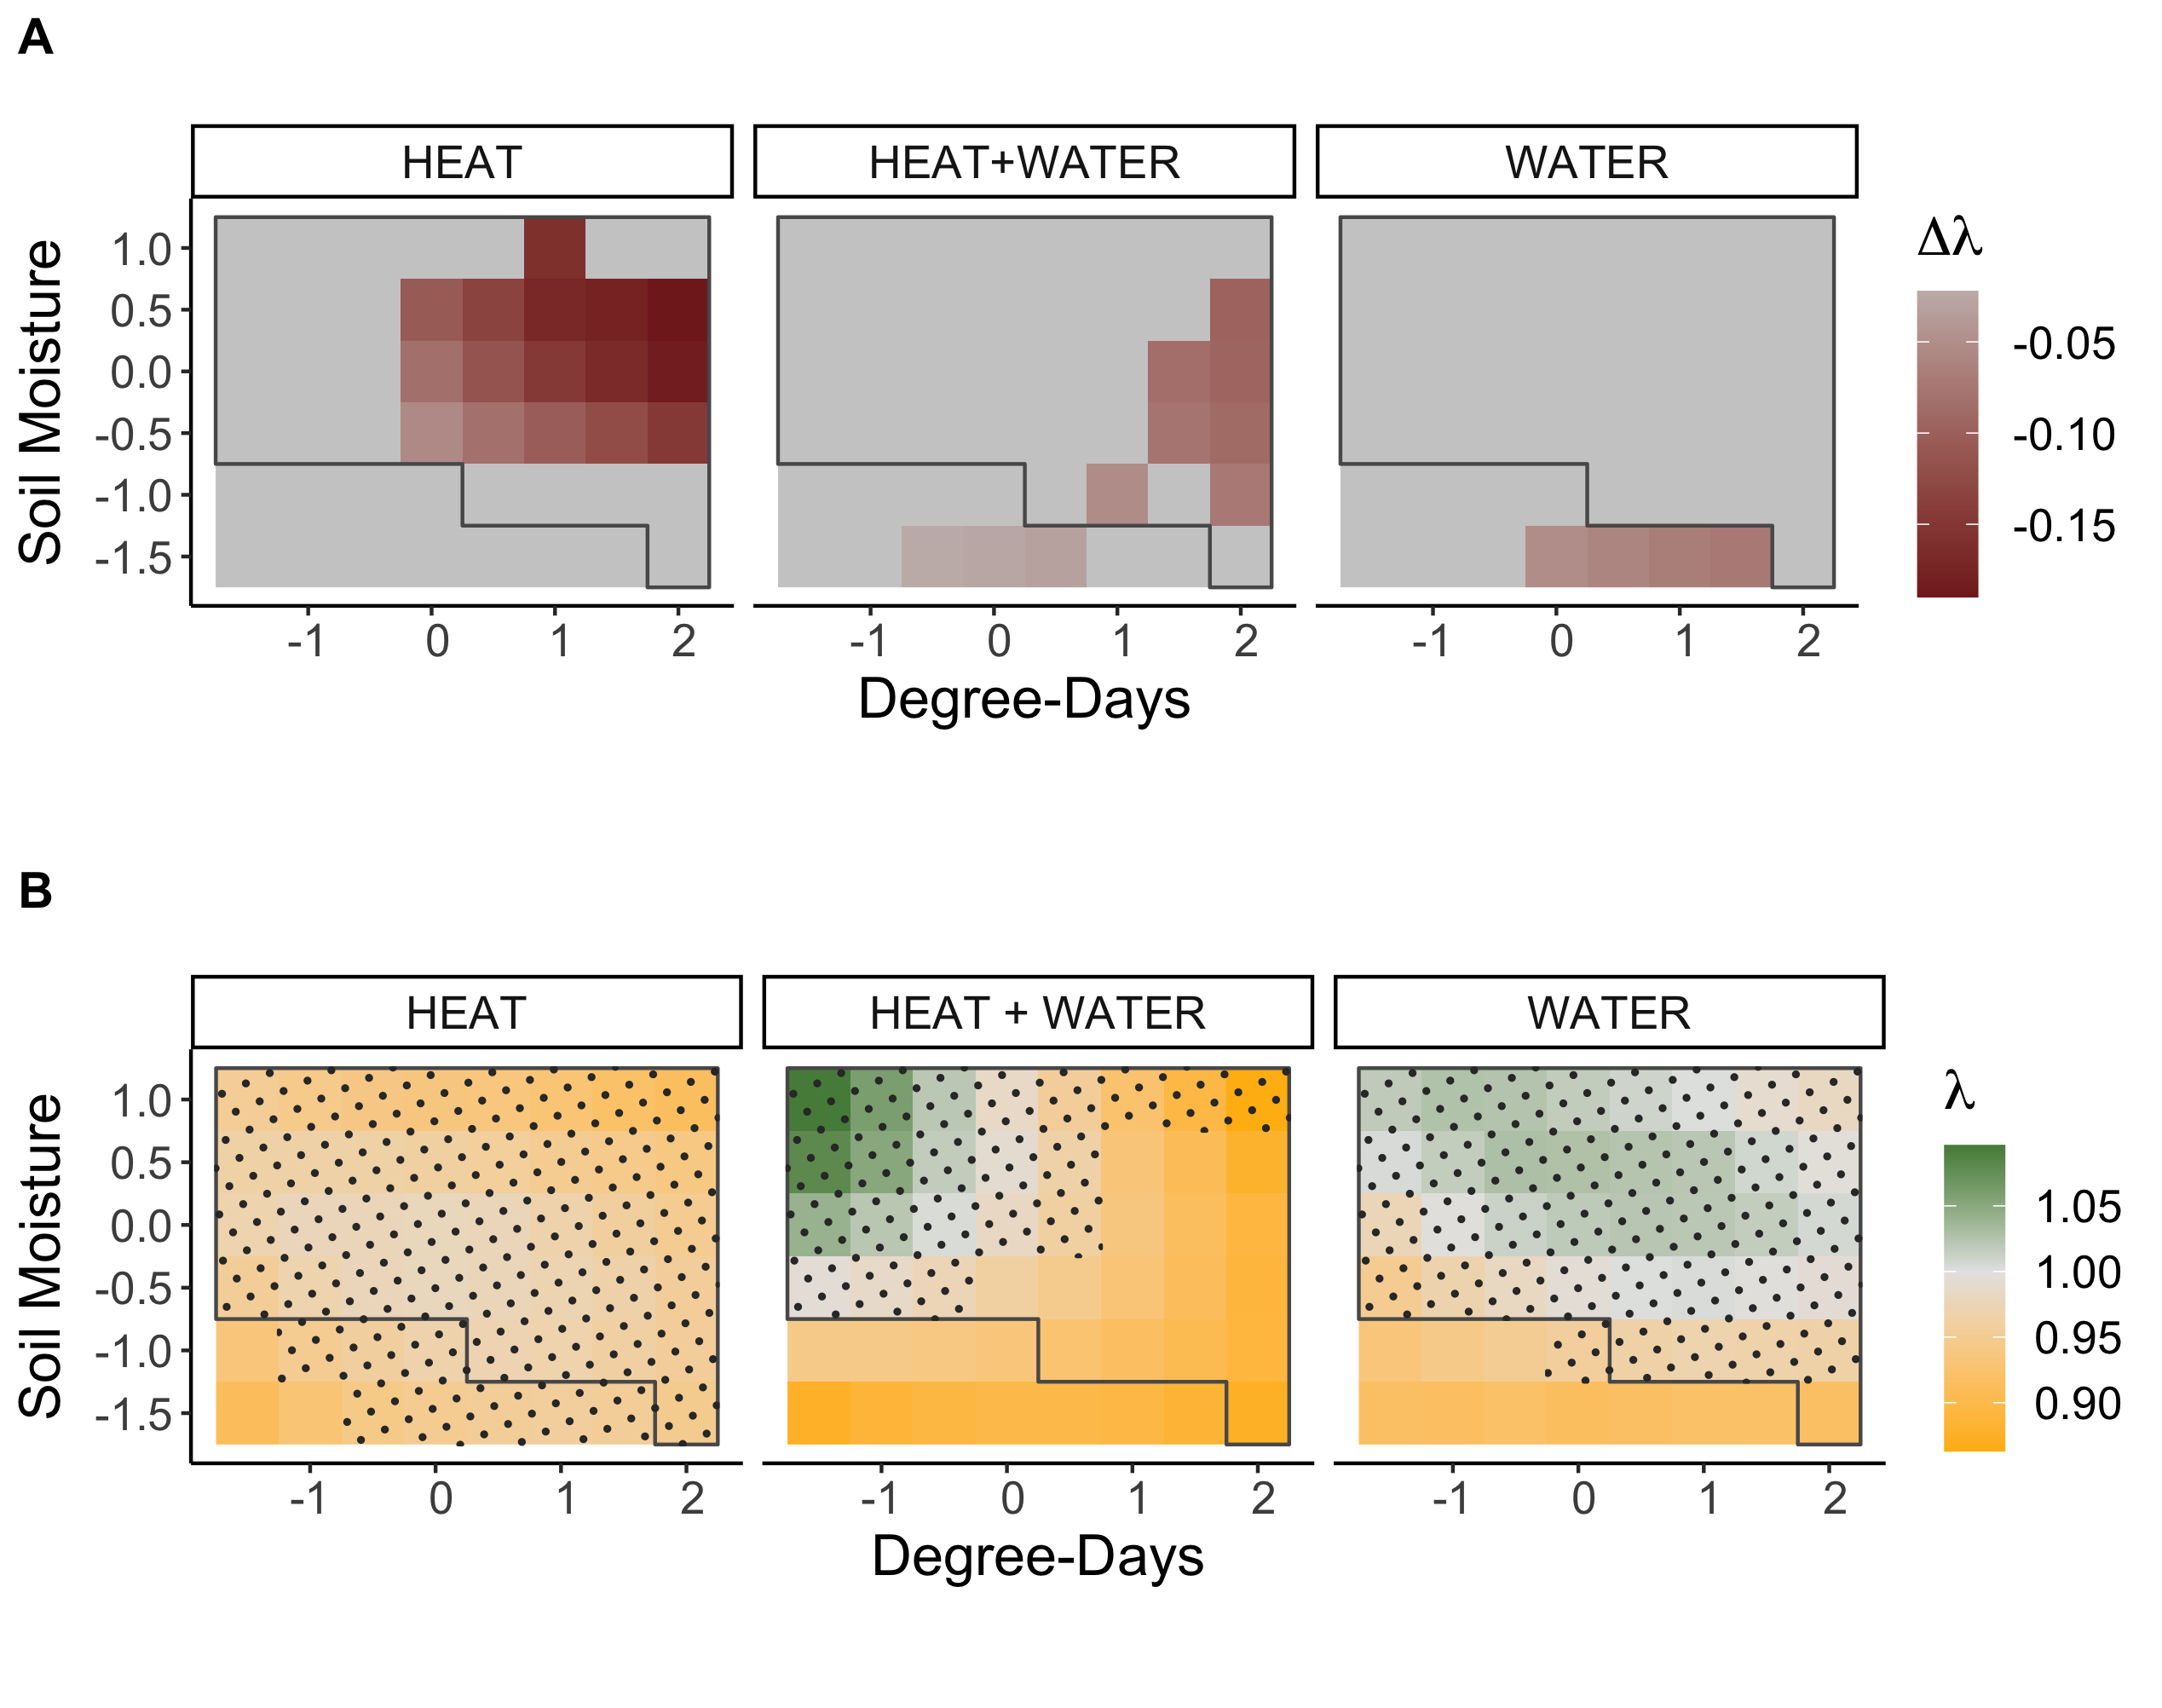 A
HEAT
HEAT+WATER
WATER
Soil Moisture
1.0
0.5
0.0
-0.5
-1.0
-1.5
-1 0 1 2
-1 0 1 2
-1 0 1 2
Degree-Days
Δλ
-0.05
-0.10
-0.15
B
HEAT
HEAT + WATER
WATER
Soil Moisture
1.0
0.5
0.0
-0.5
-1.0
-1.5
-1 0 1 2
-1 0 1 2
-1 0 1 2
Degree-Days
λ
1.05
1.00
0.95
0.90